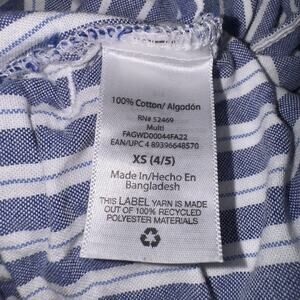 100% Cotton/ Algodón
RN# 52469
Multi
FAGWD00044FA22
EAN/UPC 4 89396648570
XS (4/5)
Made In/Hecho En
Bangladesh
THIS LABEL YARN IS MADE
OUT OF 100% RECYCLED
POLYESTER MATERIALS